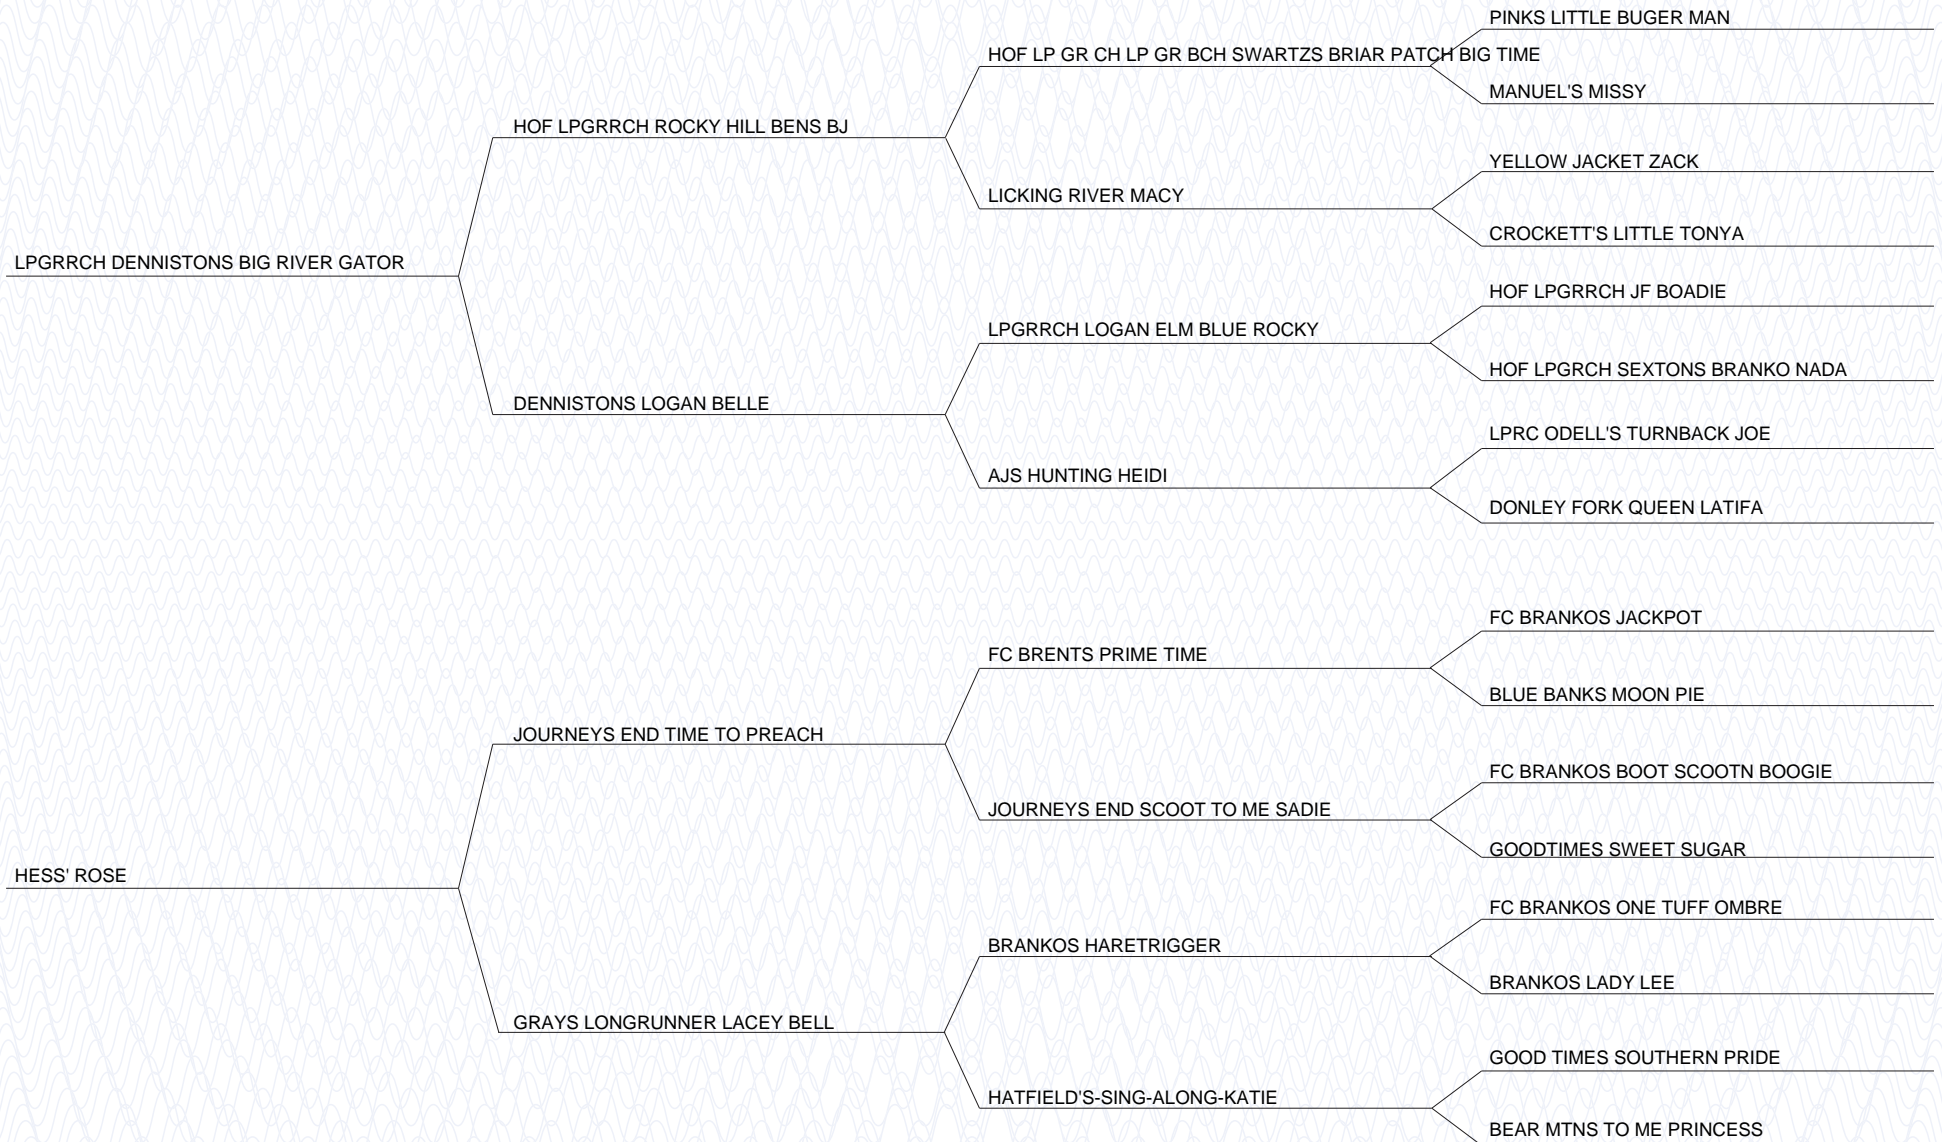 PINKS LITTLE BUGER MAN
HOF LP GR CH LP GR BCH SWARTZS BRIAR PATCH BIG TIME
MANUEL'S MISSY
HOF LPGRRCH ROCKY HILL BENS BJ
YELLOW JACKET ZACK
LICKING RIVER MACY
CROCKETT'S LITTLE TONYA
LPGRRCH DENNISTONS BIG RIVER GATOR
HOF LPGRRCH JF BOADIE
LPGRRCH LOGAN ELM BLUE ROCKY
HOF LPGRCH SEXTONS BRANKO NADA
DENNISTONS LOGAN BELLE
LPRC ODELL'S TURNBACK JOE
AJS HUNTING HEIDI
DONLEY FORK QUEEN LATIFA
FC BRANKOS JACKPOT
FC BRENTS PRIME TIME
BLUE BANKS MOON PIE
JOURNEYS END TIME TO PREACH
FC BRANKOS BOOT SCOOTN BOOGIE
JOURNEYS END SCOOT TO ME SADIE
GOODTIMES SWEET SUGAR
HESS' ROSE
FC BRANKOS ONE TUFF OMBRE
BRANKOS HARETRIGGER
BRANKOS LADY LEE
GRAYS LONGRUNNER LACEY BELL
GOOD TIMES SOUTHERN PRIDE
HATFIELD'S-SING-ALONG-KATIE
BEAR MTNS TO ME PRINCESS